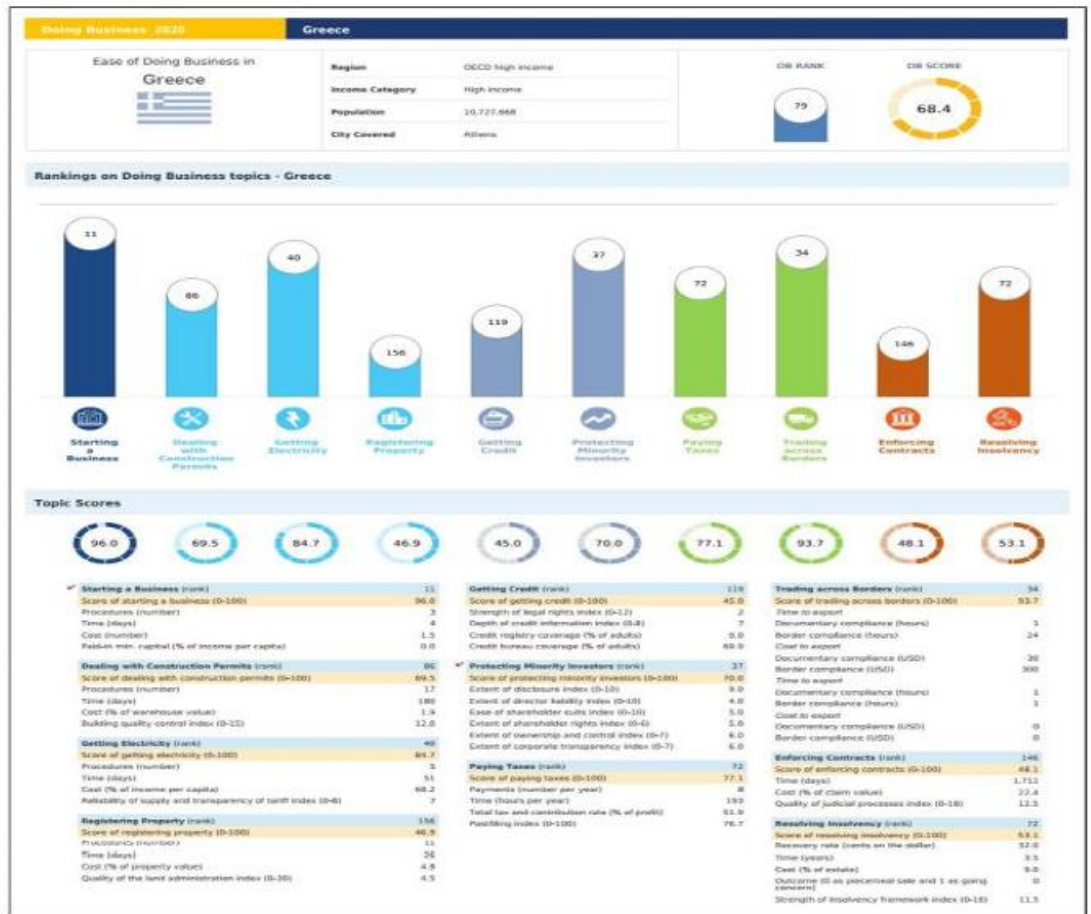 Doing Business 2020
Greece
Ease of Doing Business in
Greece
Region OECD high income
Income Category High income
Population 10,727,668
City Covered Athens
DB RANK
79
DB SCORE
68.4
Rankings on Doing Business topics - Greece
11
86
40
156
119
37
72
34
146
72
Starting
a
Business
Dealing
with
Construction
Permits
Getting
Electricity
Registering
Property
Getting
Credit
Protecting
Minority
Investors
Paying
Taxes
Trading
across
Borders
Enforcing
Contracts
Resolving
Insolvency
Topic Scores
96.0
69.5
84.7
46.9
45.0
70.0
77.1
93.7
48.1
53.1
Starting a Business (rank) 11
Score of starting a business (0-100) 96.0
Procedures (number) 3
Time (days) 4
Cost (number) 1.5
Paid-in min. capital (% of income per capita) 0.0
Dealing with Construction Permits (rank) 86
Score of dealing with construction permits (0-100) 69.5
Procedures (number) 17
Time (days) 180
Cost (% of warehouse value) 1.9
Building quality control index (0-15) 12.0
Getting Electricity (rank) 40
Score of getting electricity (0-100) 84.7
Procedures (number) 5
Time (days) 51
Cost (% of income per capita) 68.2
Reliability of supply and transparency of tariff index (0-8) 7
Registering Property (rank) 156
Score of registering property (0-100) 46.9
Procedures (number) 11
Time (days) 26
Cost (% of property value) 4.8
Quality of the land administration index (0-30) 4.5
Getting Credit (rank) 119
Score of getting credit (0-100) 45.0
Strength of legal rights index (0-12) 2
Depth of credit information index (0-8) 7
Credit registry coverage (% of adults) 0.0
Credit bureau coverage (% of adults)
Protecting Minority Investors (rank) 37
Score of protecting minority investors (0-100) 70.0
Extent of disclosure index (0-10) 9.0
Extent of director liability index (0-10) 4.0
Ease of shareholder suits index (0-10) 5.0
Extent of shareholder rights index (0-6) 5.0
Extent of ownership and control index (0-7) 6.0
Extent of corporate transparency index (0-7) 6.0
Paying Taxes (rank) 72
Score of paying taxes (0-100) 77.1
Payments (number per year) 8
Time (hours per year) 193
Total tax and contribution rate (% of profit) 51.9
Postfiling index (0-100)
Trading across Borders (rank) 34
Score of trading across borders (0-100) 93.7
Time to export
Documentary compliance (hours) 1
Border compliance (hours) 24
Cost to export
Documentary compliance (USD) 30
Border compliance (USD) 300
Time to export
Documentary compliance (hours) 1
Border compliance (hours) 1
Cost to export
Documentary compliance (USD) 0
Border compliance (USD) 0
Enforcing Contracts (rank) 146
Score of enforcing contracts (0-100) 48.1
Time (days) 1,711
Cost (% of claim value) 22.4
Quality of judicial processes index (0-18) 12.5
Resolving Insolvency (rank) 72
Score of resolving insolvency (0-100) 53.1
Recovery rate (cents on the dollar) 32.0
Time (years) 3.5
Cost (% of estate) 9.0
Outcome (0 as piecemeal sale and 1 as going 0
concern)
Strength of insolvency framework index (0-16) 11.5